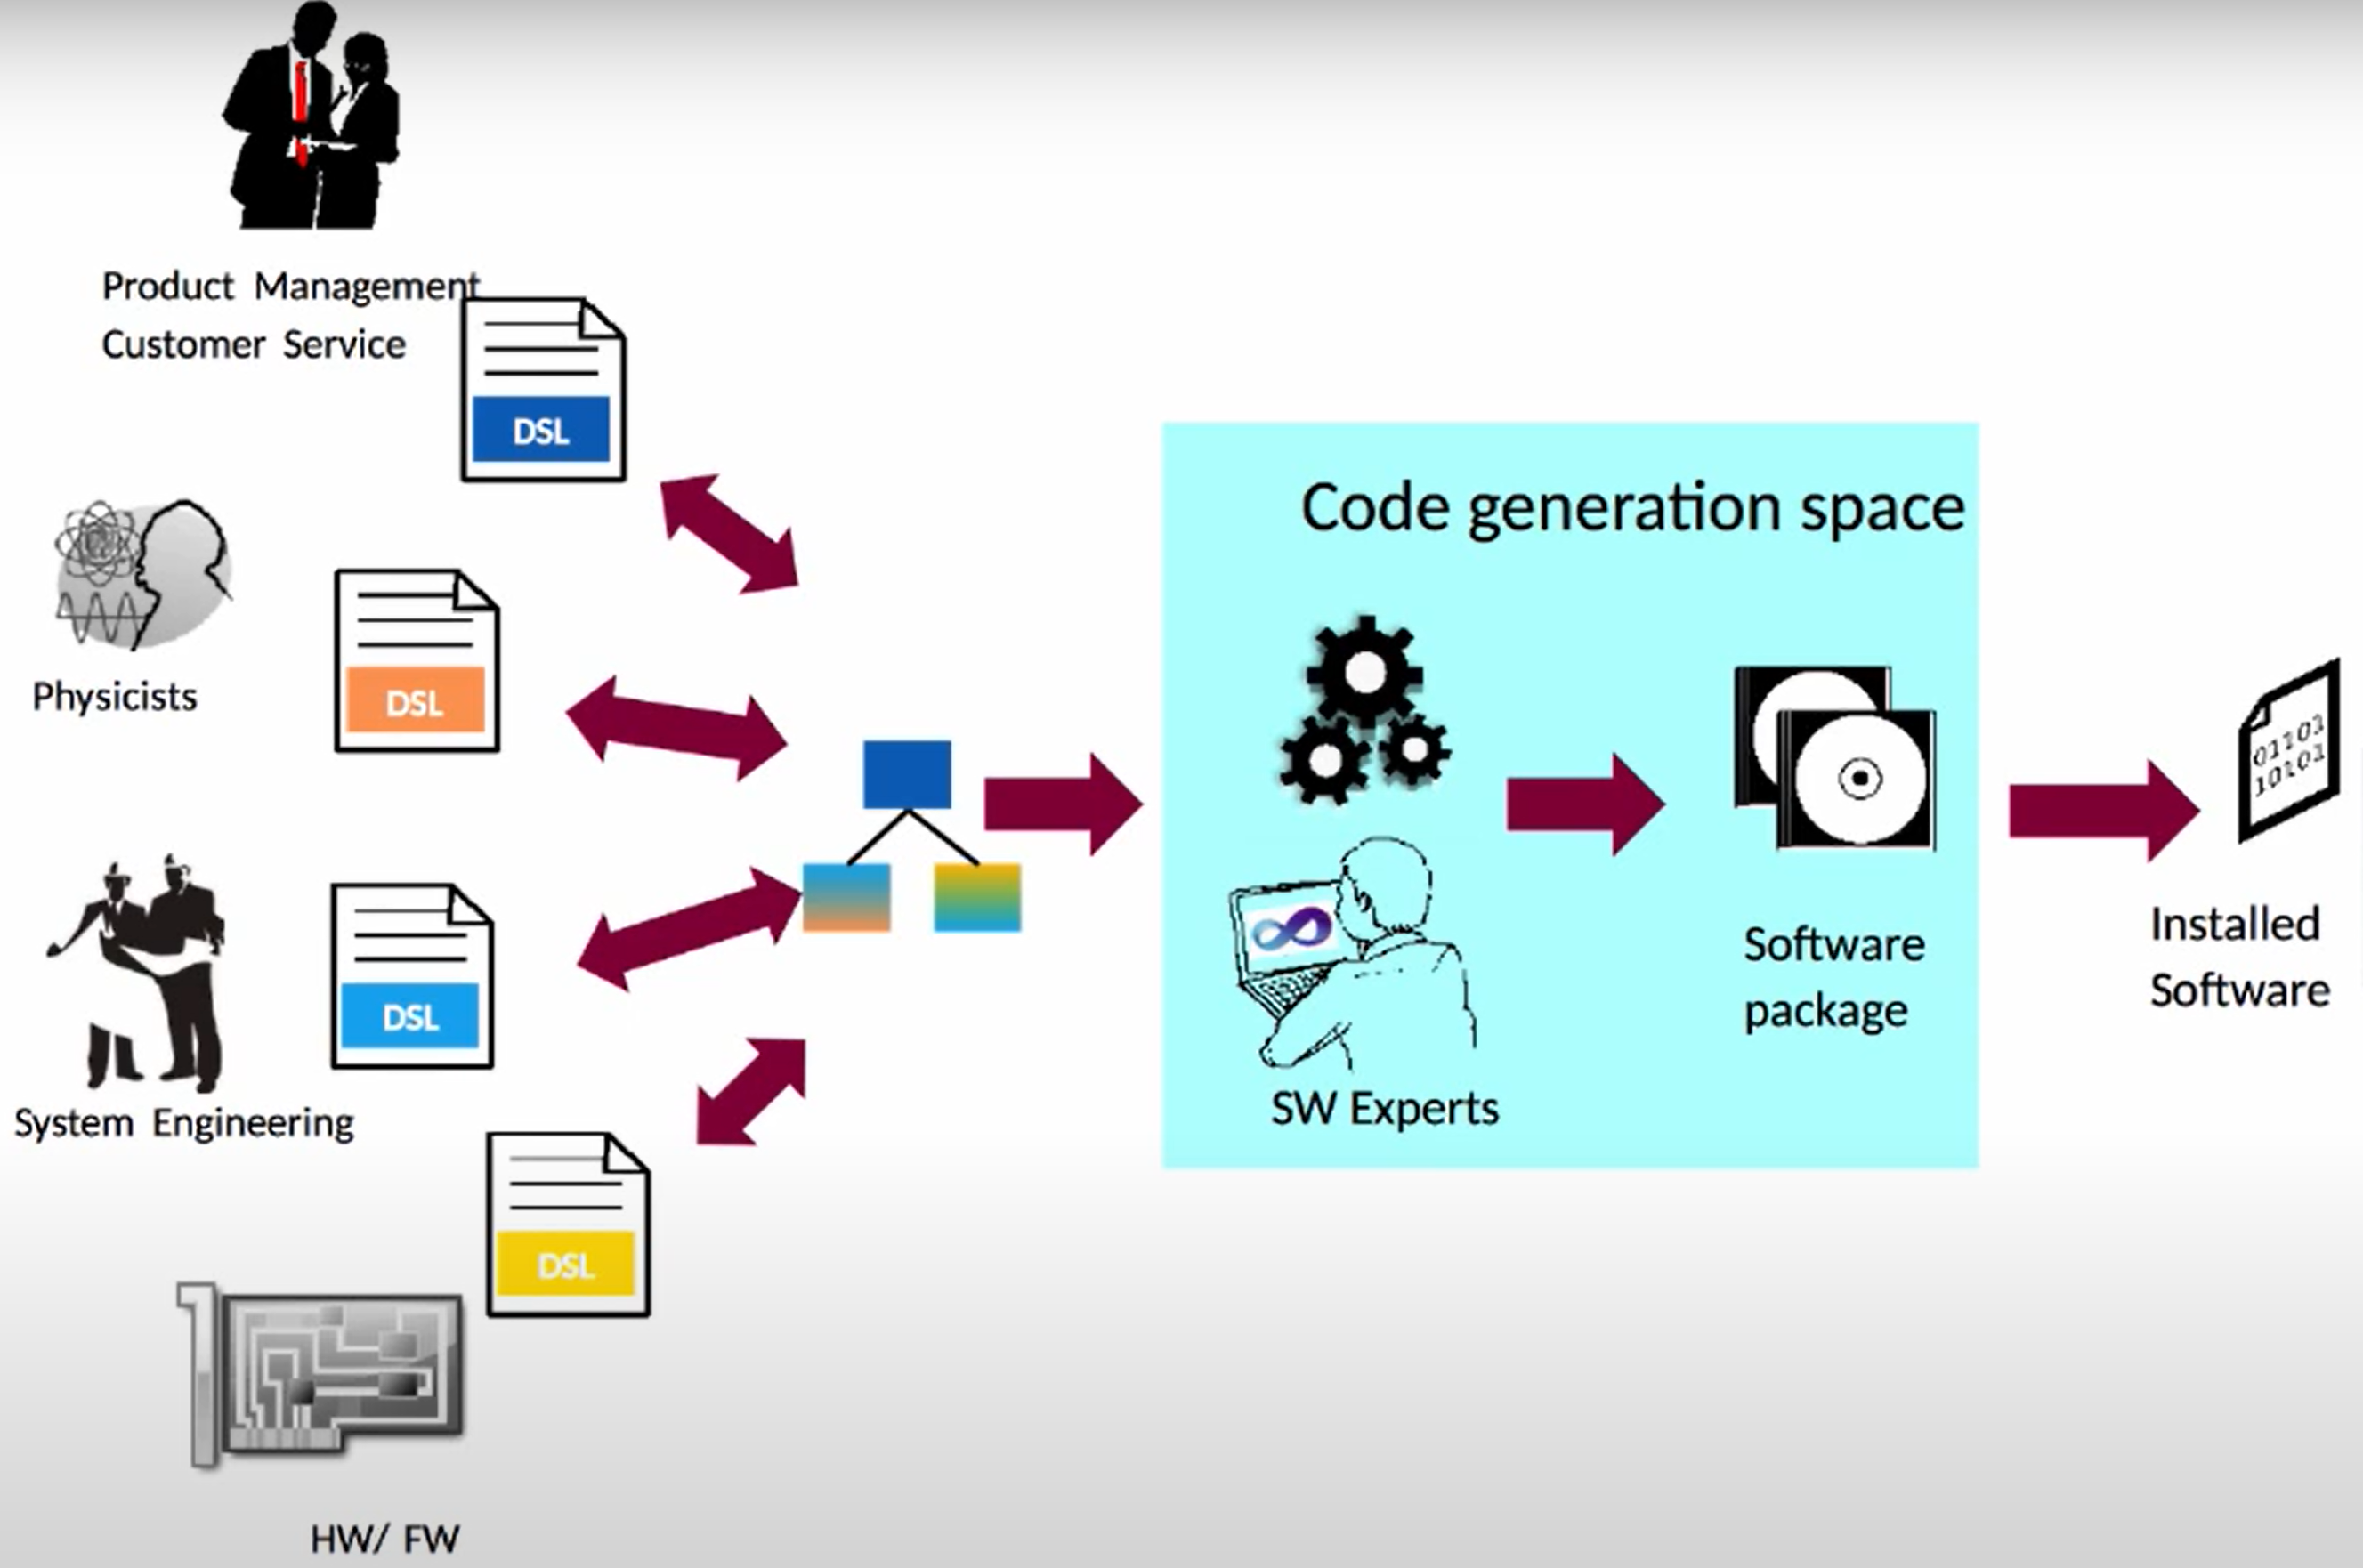 Product Management
Customer Service
DSL
Physicists
DSL
System Engineering
DSL
HW/ FW
DSL
Code generation space
SW Experts
Software
package
01101
10101
Installed
Software